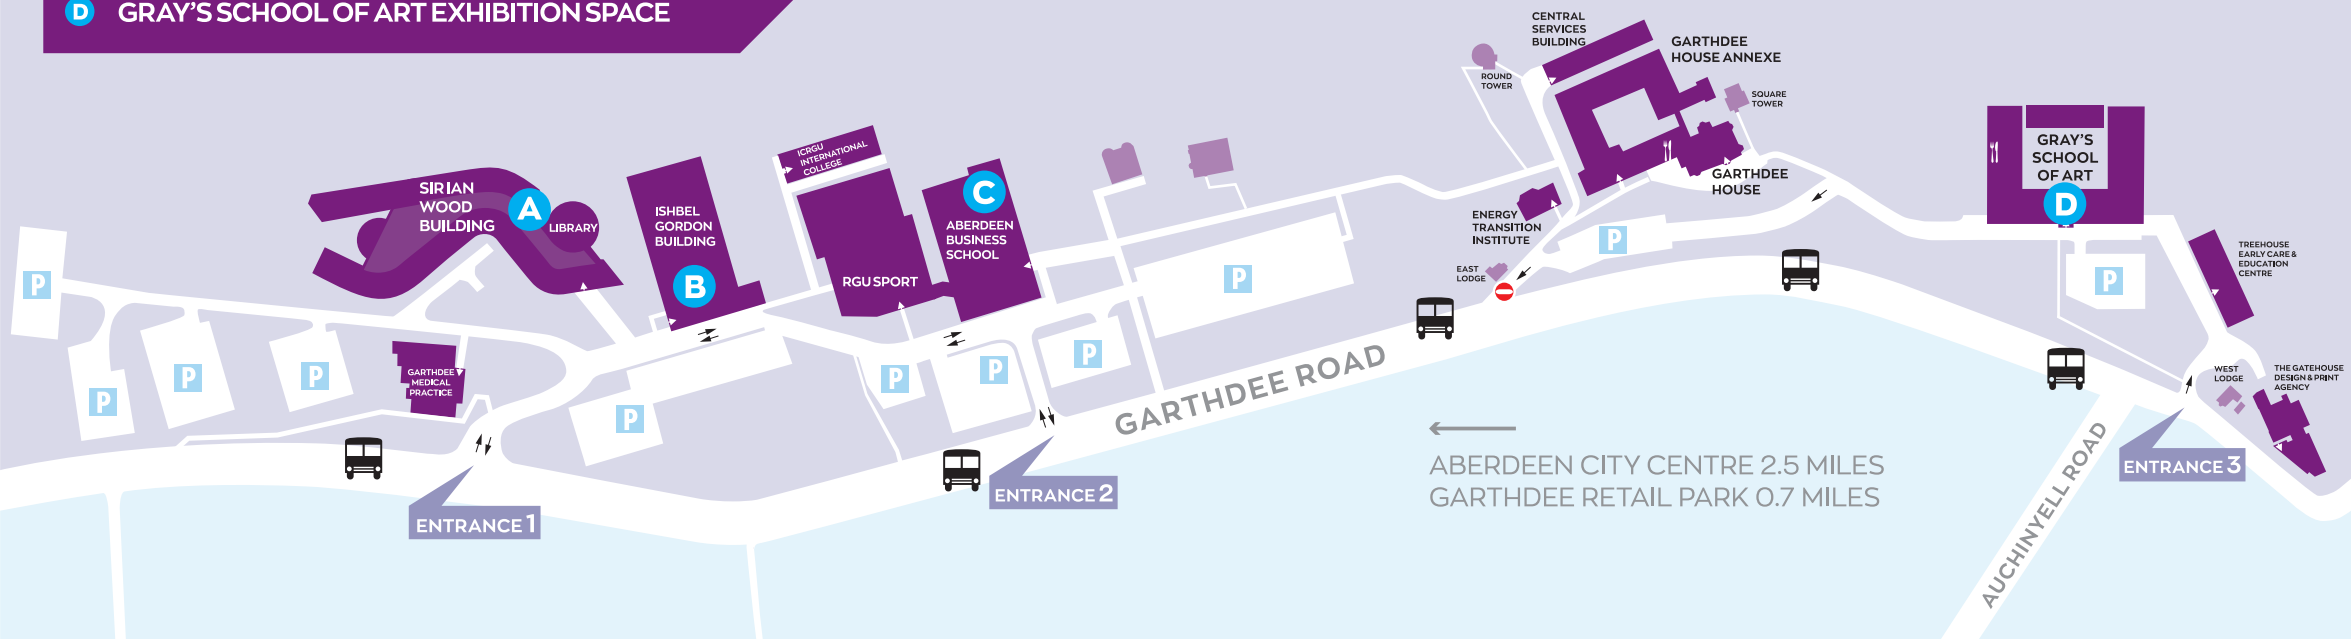 D GRAY'S SCHOOL OF ART EXHIBITION SPACE
CENTRAL
SERVICES
BUILDING
GARTHDEE
HOUSE ANNEXE
ROUND
TOWER
SQUARE
TOWER
GRAY'S
SCHOOL
OF ART
D
ICRGU
INTERNATIONAL
COLLEGE
SIR IAN
WOOD
BUILDING
A
LIBRARY
ISHBEL
GORDON
BUILDING
B
C
ABERDEEN
BUSINESS
SCHOOL
RGU SPORT
GARTHDEE
HOUSE
ENERGY
TRANSITION
INSTITUTE
EAST
LODGE
TREEHOUSE
EARLY CARE &
EDUCATION
CENTRE
P
P
P
P
P
P
P
P
P
P
P
GARTHDEE
MEDICAL
PRACTICE
GARTHDEE ROAD
WEST
LODGE
THE GATEHOUSE
DESIGN & PRINT
AGENCY
ABERDEEN CITY CENTRE 2.5 MILES
GARTHDEE RETAIL PARK 0.7 MILES
AUCHINYELL ROAD
ENTRANCE 1
ENTRANCE 2
ENTRANCE 3